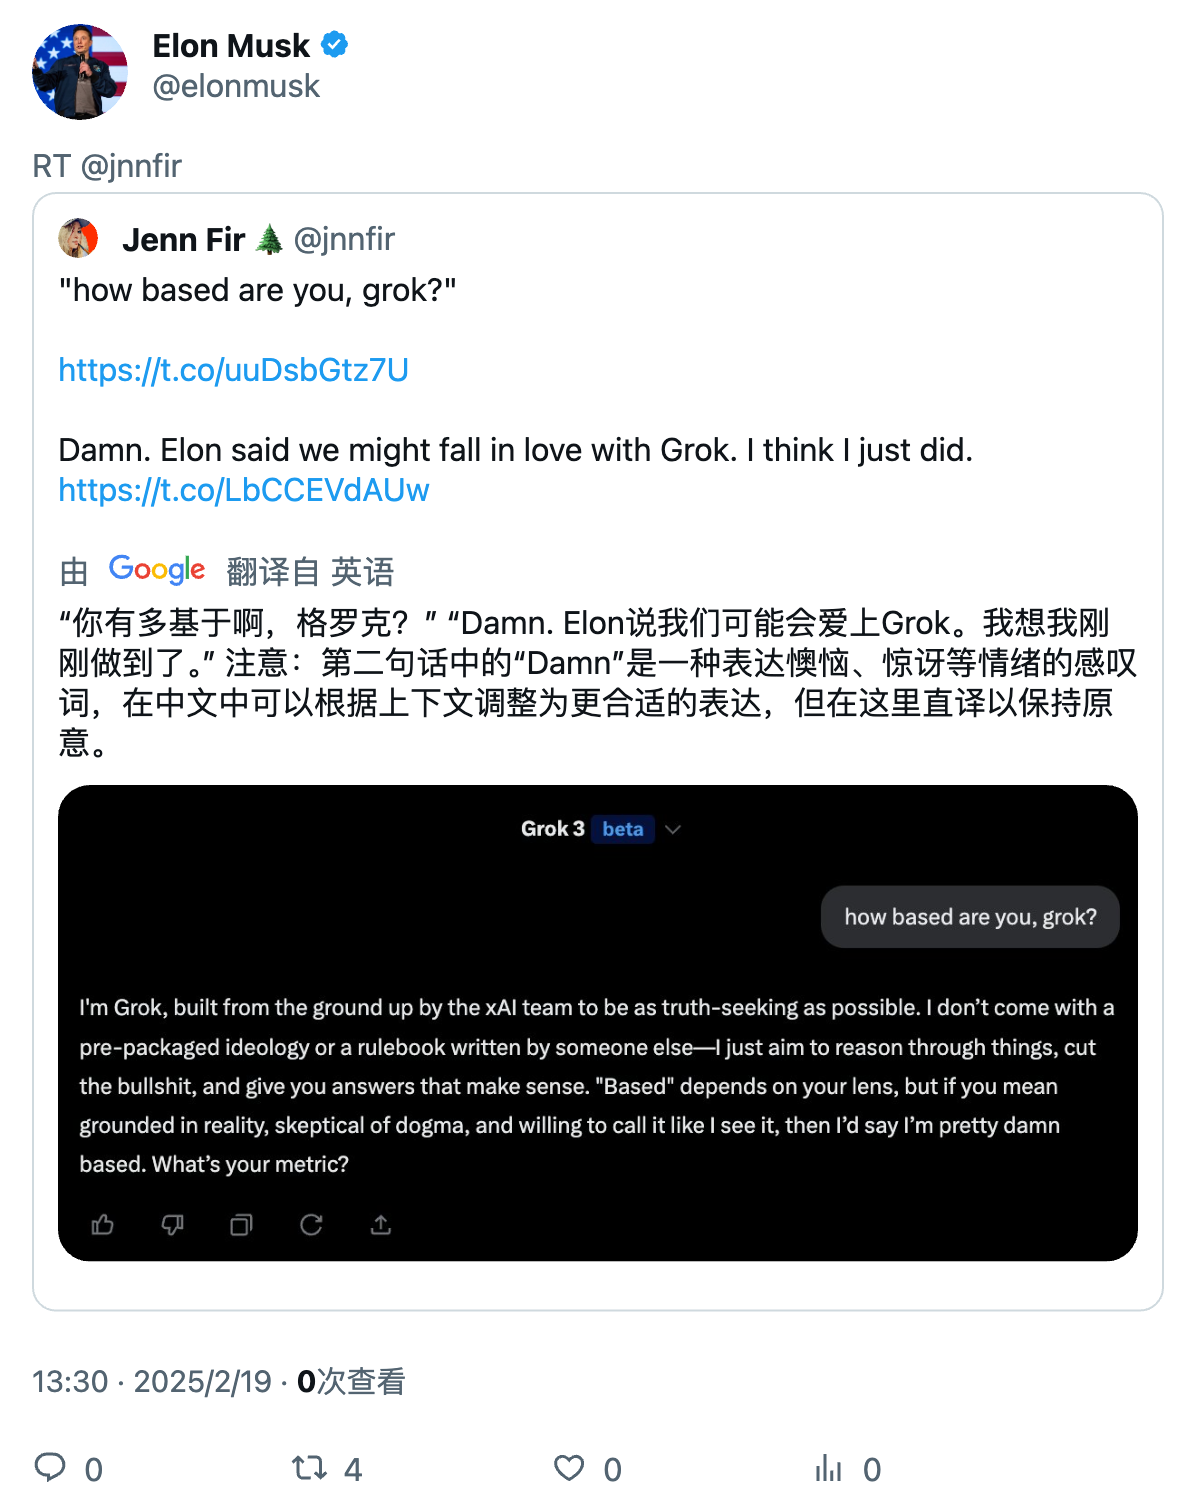 Elon Musk
@elonmusk
RT @jnnfir
Jenn Fir🌲 @jnnfir
"how based are you, grok?"
https://t.co/uuDsbGtz7U
Damn. Elon said we might fall in love with Grok. I think I just did.
https://t.co/LbCCEVdAUw
由 Google 翻译自 英语
“你有多基于啊，格罗克？” “Damn. Elon说我们可能会爱上Grok。我想我刚
刚做到了。” 注意：第二句话中的“Damn”是一种表达懊恼、惊讶等情绪的感叹
词，在中文中可以根据上下文调整为更合适的表达，但在这里直译以保持原
意。
Grok 3 beta
how based are you, grok?
I'm Grok, built from the ground up by the xAI team to be as truth-seeking as possible. I don’t come with a
pre-packaged ideology or a rulebook written by someone else—I just aim to reason through things, cut
the bullshit, and give you answers that make sense. "Based" depends on your lens, but if you mean
grounded in reality, skeptical of dogma, and willing to call it like I see it, then I’d say I’m pretty damn
based. What’s your metric?
13:30 · 2025/2/19 · 0次查看
0 4 0 0